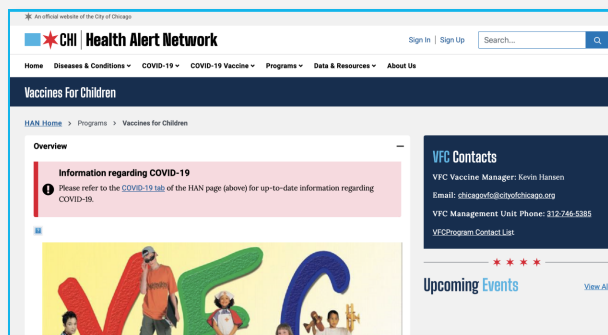 An official website of the City of Chicago
CHI | Health Alert Network
Sign In | Sign Up
Search...
Home Diseases & Conditions COVID-19 COVID-19 Vaccine Programs Data & Resources About Us
Vaccines For Children
HAN Home > Programs > Vaccines for Children
Overview
Information regarding COVID-19
Please refer to the COVID-19 tab of the HAN page (above) for up-to-date information regarding
COVID-19.
VFC
VFC Contacts
VFC Vaccine Manager: Kevin Hansen
Email: chicagovfc@cityofchicago.org
VFC Management Unit Phone: 312-746-5385
VFCProgram Contact List
Upcoming Events
View Al